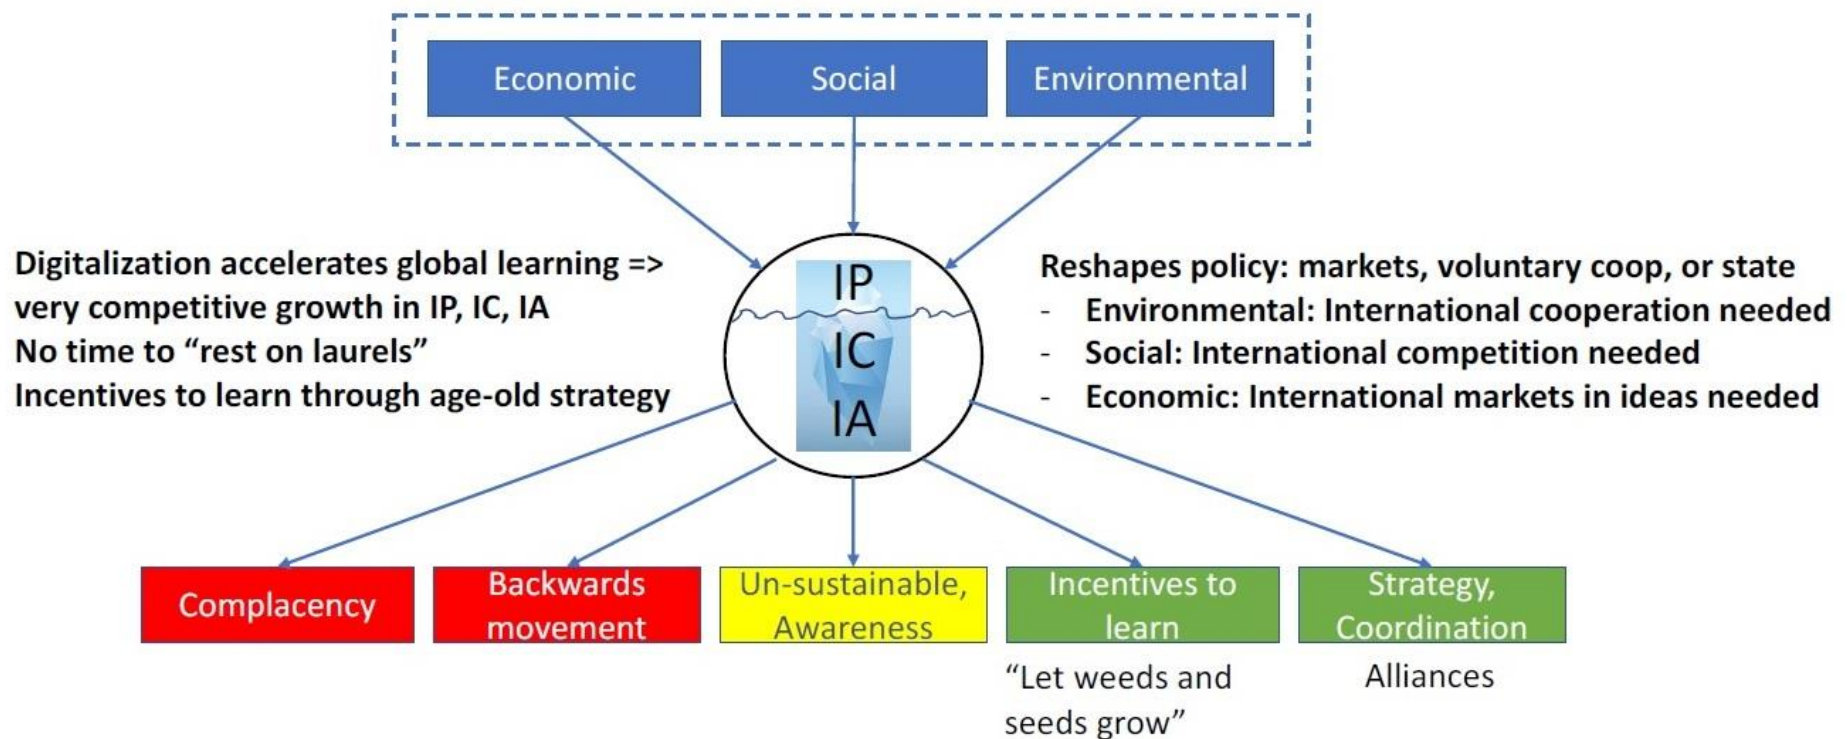 Economic
Social
Environmental
Digitalization accelerates global learning =>
very competitive growth in IP, IC, IA
No time to “rest on laurels”
Incentives to learn through age-old strategy
IP
IC
IA
Reshapes policy: markets, voluntary coop, or state
- Environmental: International cooperation needed
- Social: International competition needed
- Economic: International markets in ideas needed
Complacency
Backwards
movement
Un-sustainable,
Awareness
Incentives to
learn
“Let weeds and
seeds grow”
Strategy,
Coordination
Alliances